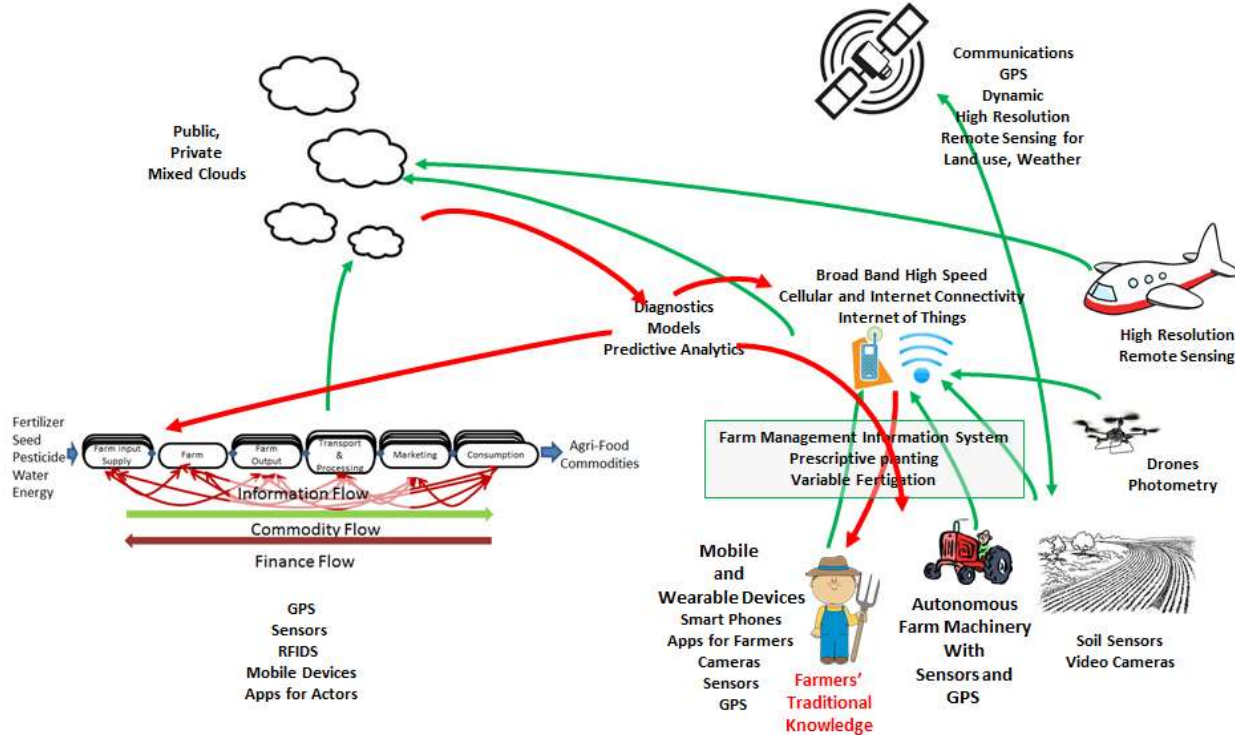 Communications
GPS
Dynamic
High Resolution
Remote Sensing for
Land use, Weather
Public,
Private
Mixed Clouds
Broad Band High Speed
Cellular and Internet Connectivity
Internet of Things
Diagnostics
Models
Predictive Analytics
High Resolution
Remote Sensing
Fertilizer
Seed
Pesticide
Water
Energy
Farm Input
Supply
Farm
Farm
Output
Transport
&
Processing
Marketing
Consumption
Agri-Food
Commodities
Information Flow
Commodity Flow
Finance Flow
Farm Management Information System
Prescriptive planting
Variable Fertigation
Drones
Photometry
GPS
Sensors
RFIDS
Mobile Devices
Apps for Actors
Mobile
and
Wearable Devices
Smart Phones
Apps for Farmers
Cameras
Sensors
GPS
Farmers'
Traditional
Knowledge
Autonomous
Farm Machinery
With
Sensors and
GPS
Soil Sensors
Video Cameras